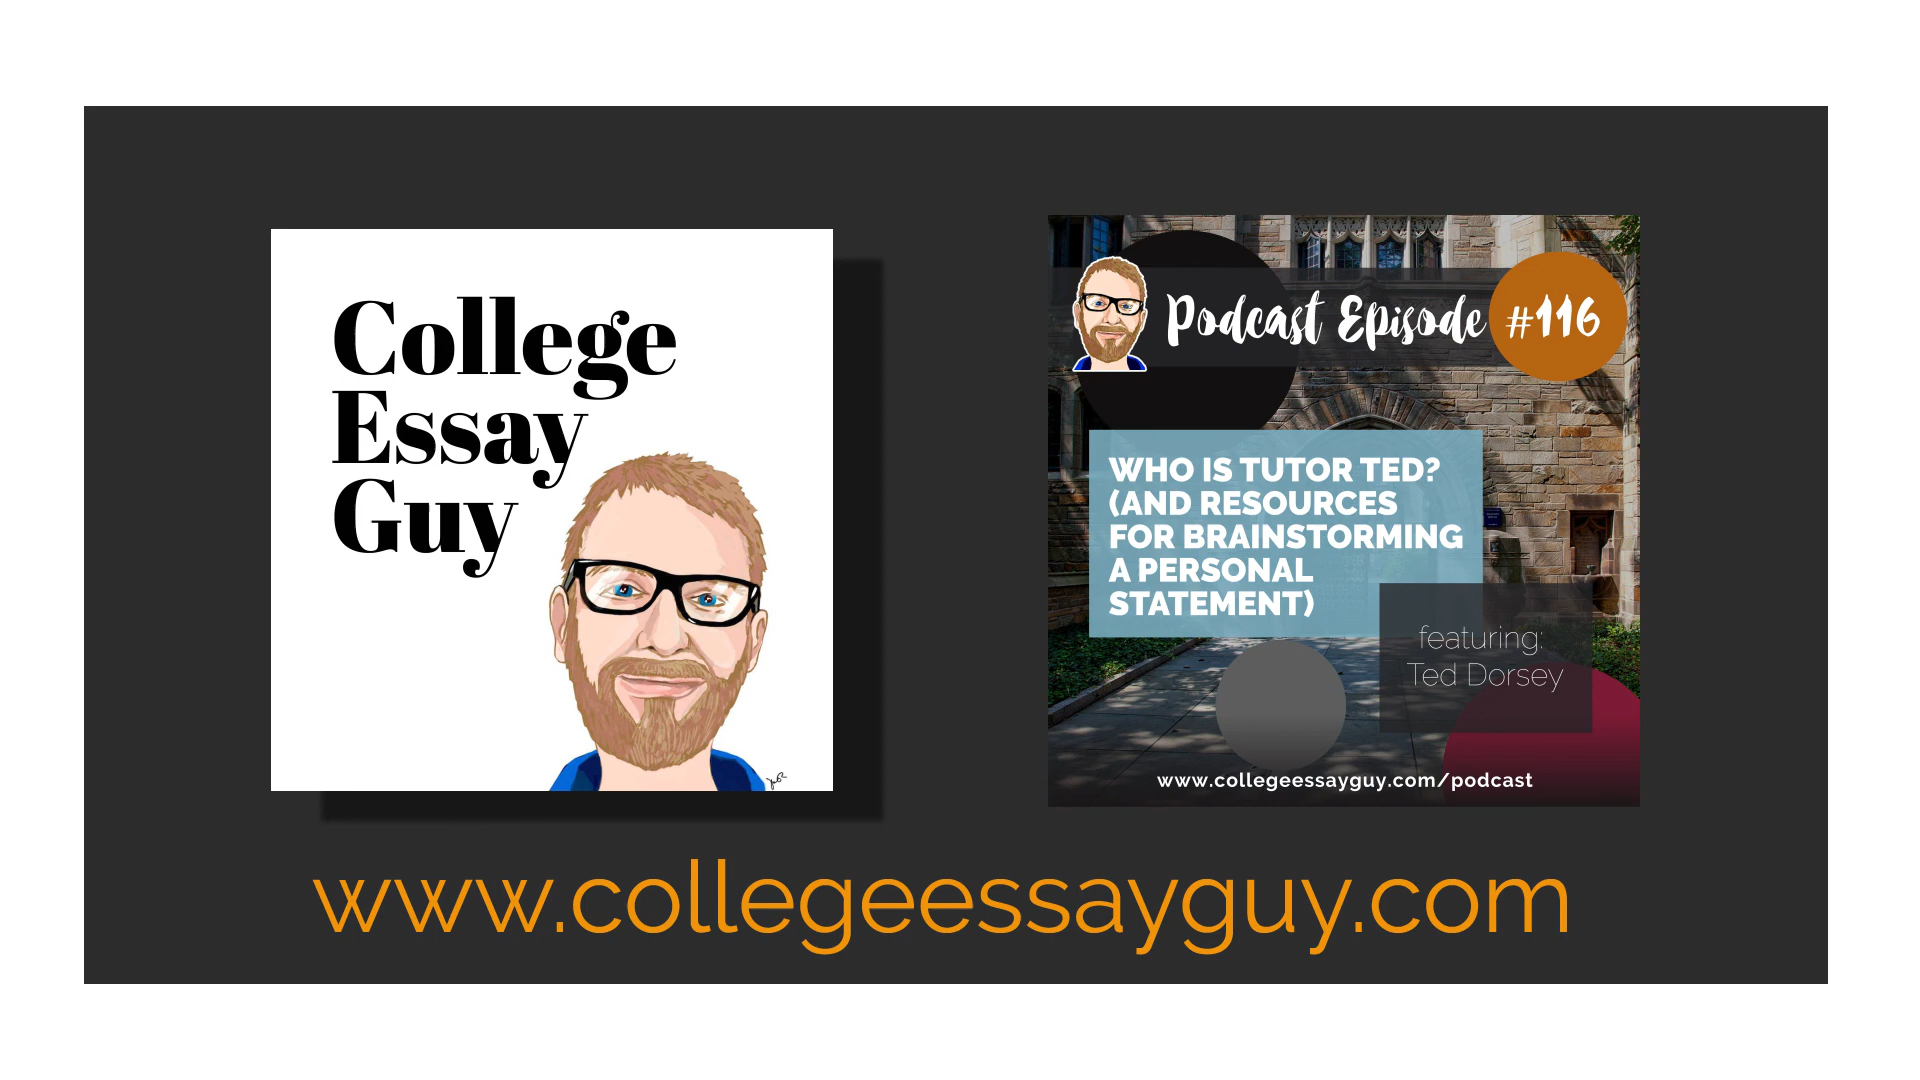 College
Essay
Guy
Podcast Episode #116
WHO IS TUTOR TED?
(AND RESOURCES
FOR BRAINSTORMING
A PERSONAL
STATEMENT)
featuring:
Ted Dorsey
www.collegeessayguy.com/podcast
www.collegeessayguy.com